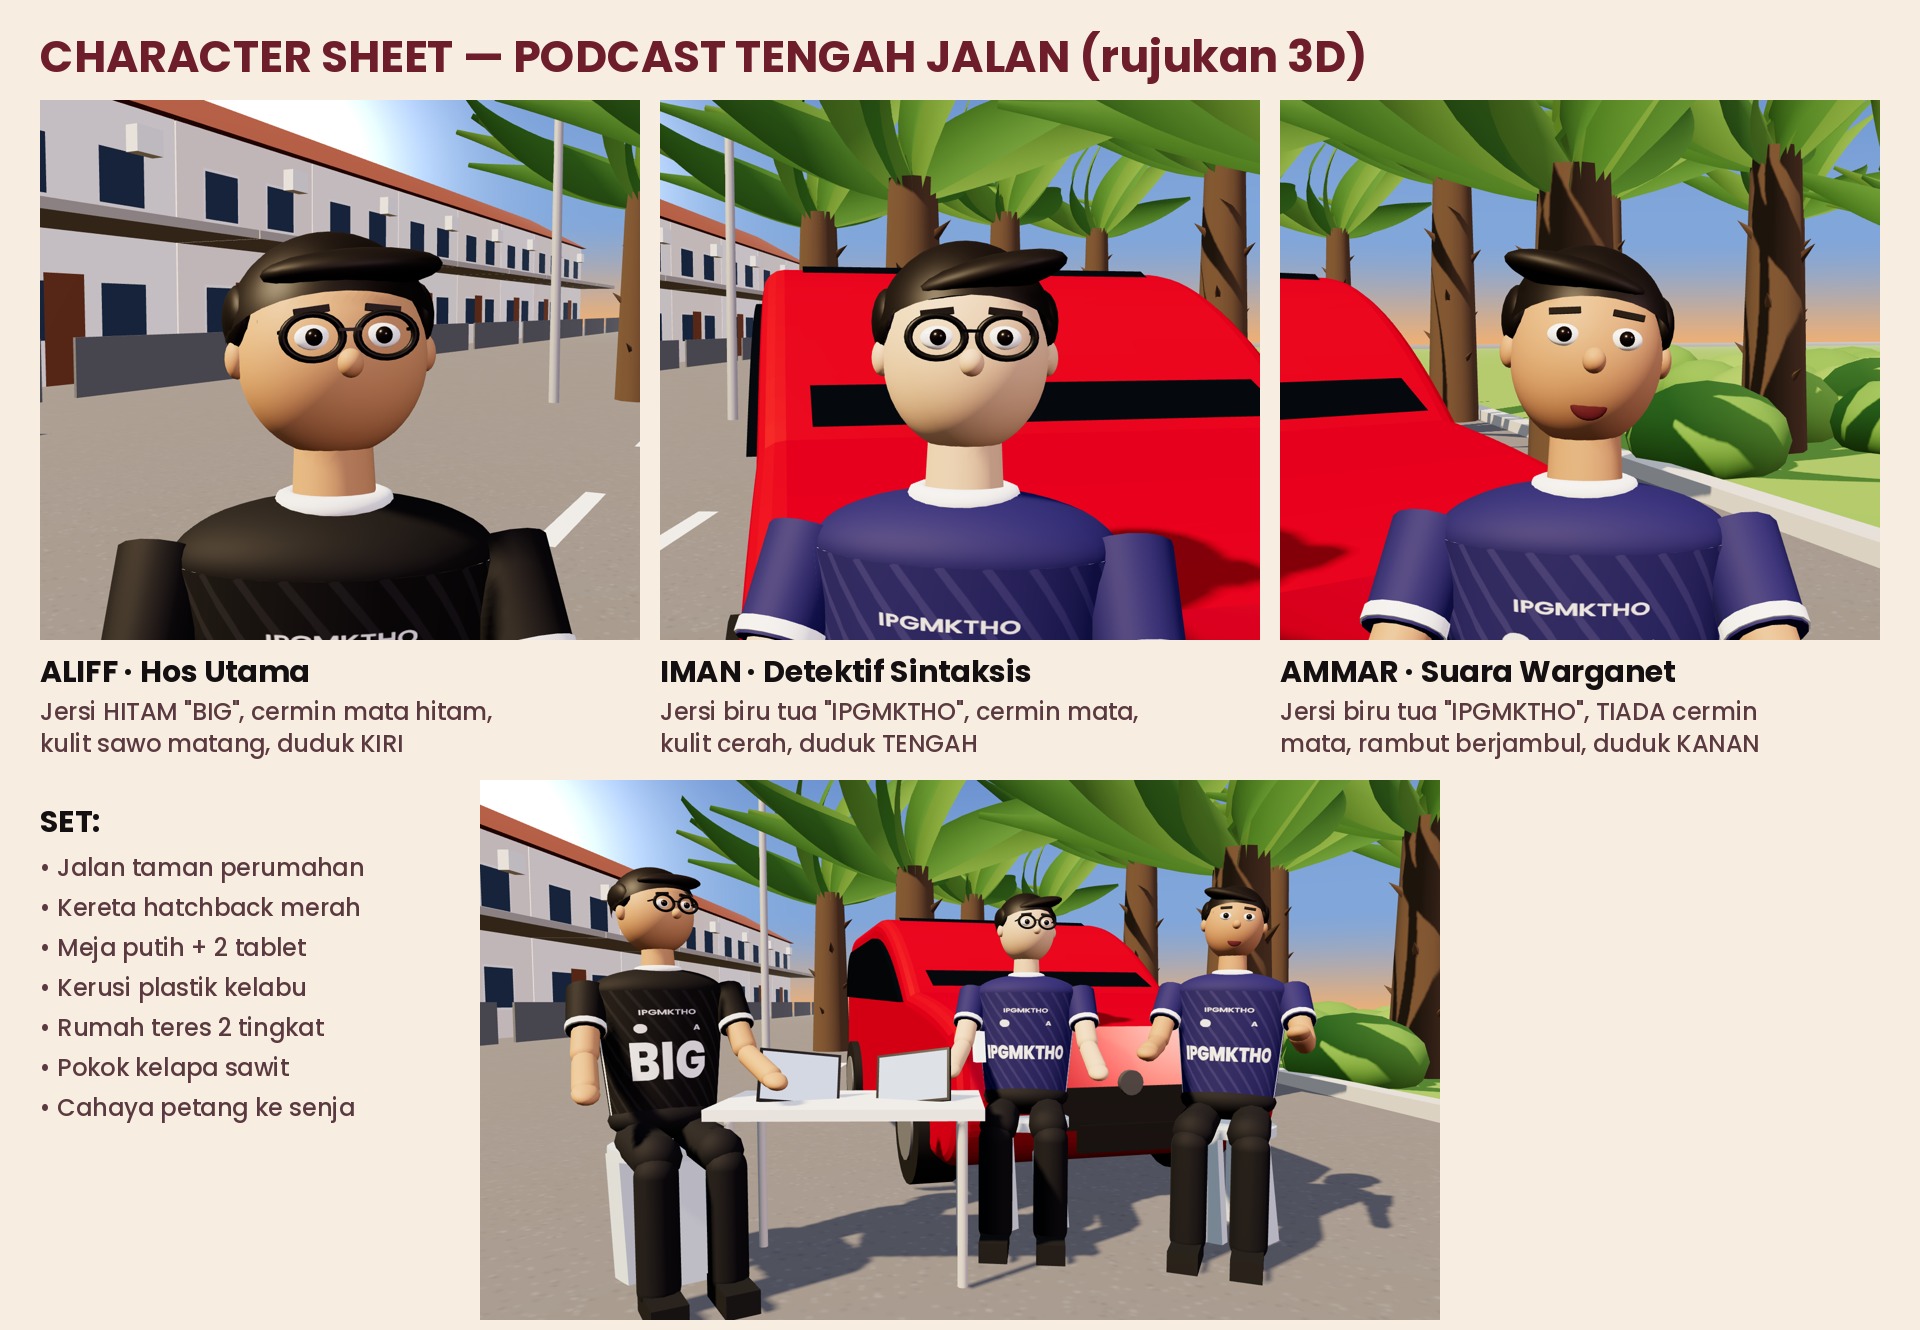 CHARACTER SHEET — PODCAST TENGAH JALAN (rujukan 3D)
IPGMKTHO
IPGMKTHO
IPGMKTHO
ALIFF · Hos Utama
Jersi HITAM "BIG", cermin mata hitam,
kulit sawo matang, duduk KIRI
IMAN · Detektif Sintaksis
Jersi biru tua "IPGMKTHO", cermin mata,
kulit cerah, duduk TENGAH
AMMAR · Suara Warganet
Jersi biru tua "IPGMKTHO", TIADA cermin
mata, rambut berjambul, duduk KANAN
SET:
• Jalan taman perumahan
• Kereta hatchback merah
• Meja putih + 2 tablet
• Kerusi plastik kelabu
• Rumah teres 2 tingkat
• Pokok kelapa sawit
• Cahaya petang ke senja
IPGMKTHO
A
BIG
IPGMKTHO
A
IPGMKTHO
IPGMKTHO
A
IPGMKTHO